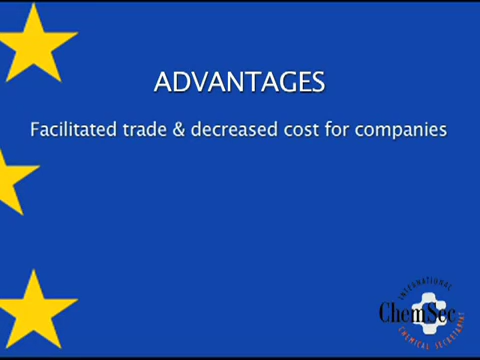 ADVANTAGES
Facilitated trade & decreased cost for companies
INTERNATIONAL
ChemSec
CHEMICAL SECRETARIAT